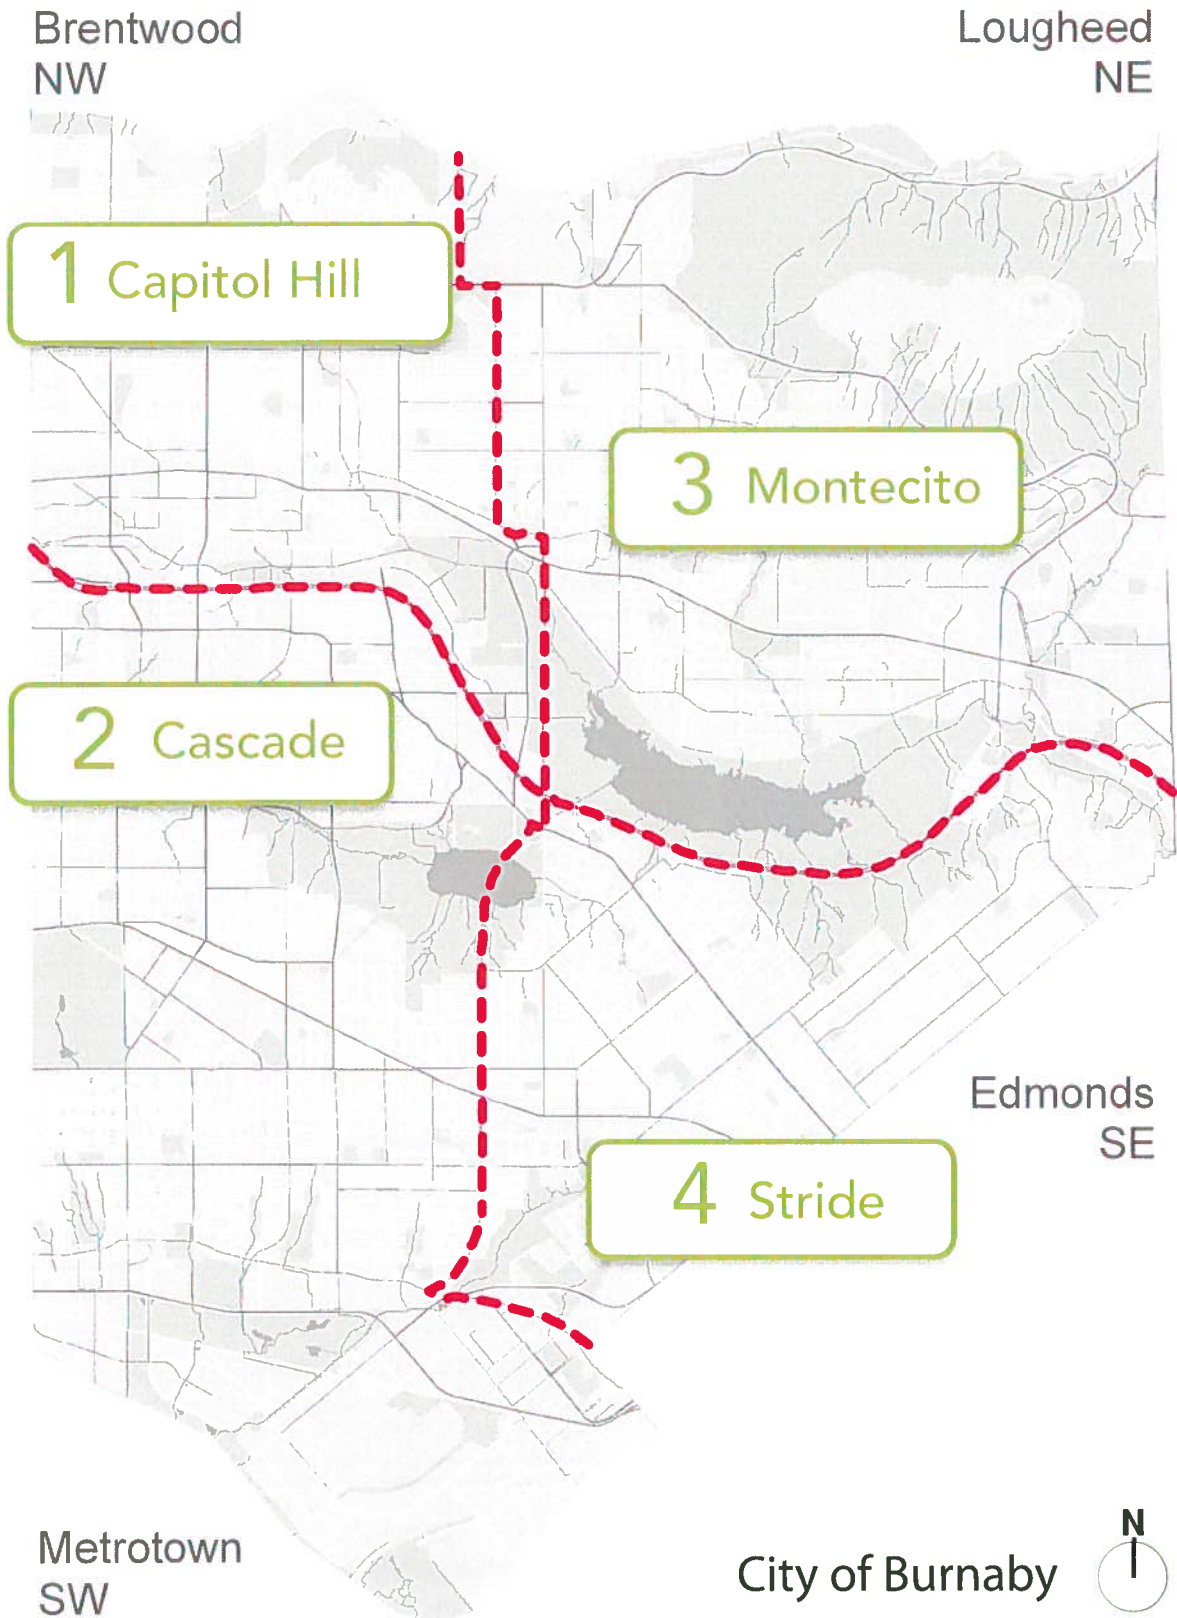 Brentwood
NW
Lougheed
NE
1 Capitol Hill
3 Montecito
2 Cascade
Edmonds
SE
4 Stride
Metrotown
SW
City of Burnaby
N